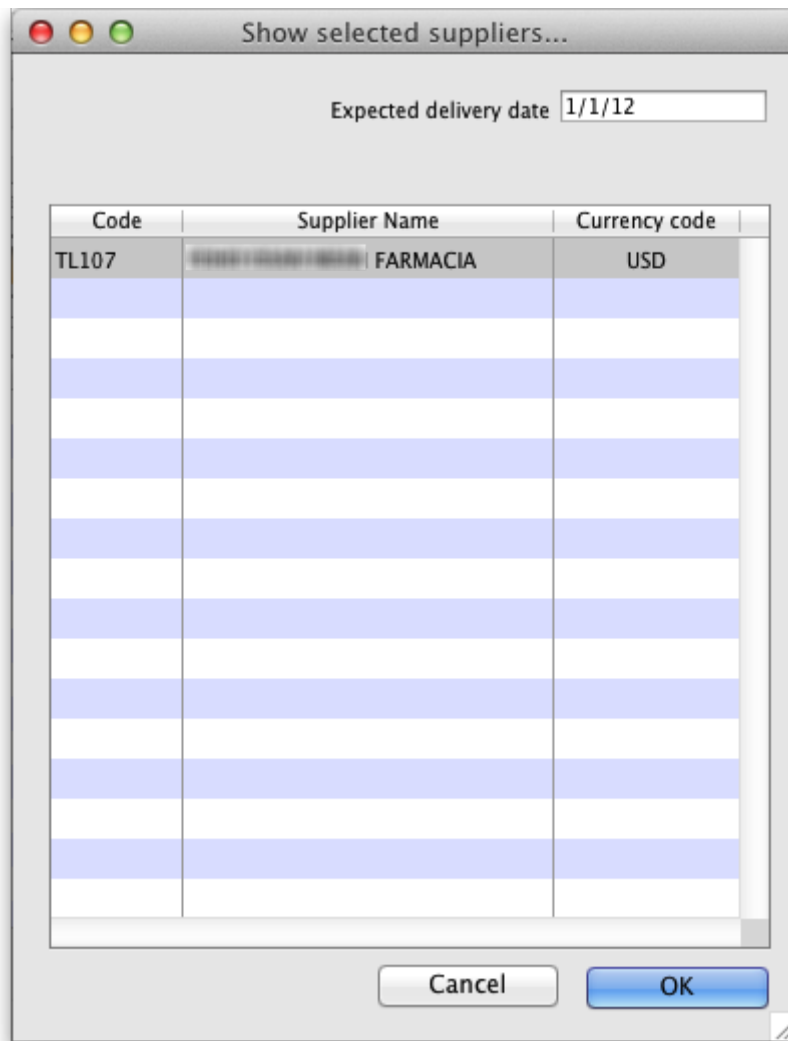 Show selected suppliers...
Expected delivery date 1/1/12
Code Supplier Name Currency code
TL107 FARMACIA USD
Cancel OK